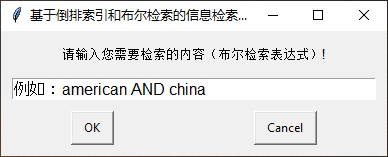 基于倒排索引和布尔检索的信息检索...
请输入您需要检索的内容（布尔检索表达式）！
例如：american AND china
OK
Cancel